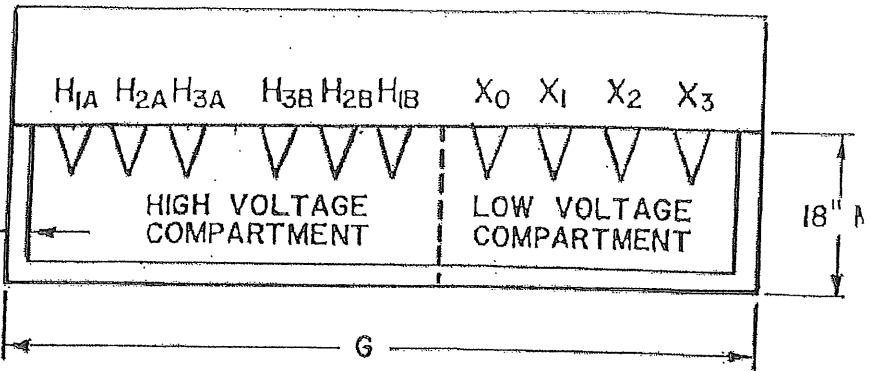 H1A H2A H3A H3B H2B H1B X0 X1 X2 X3
HIGH VOLTAGE
COMPARTMENT
LOW VOLTAGE
COMPARTMENT
18"
G